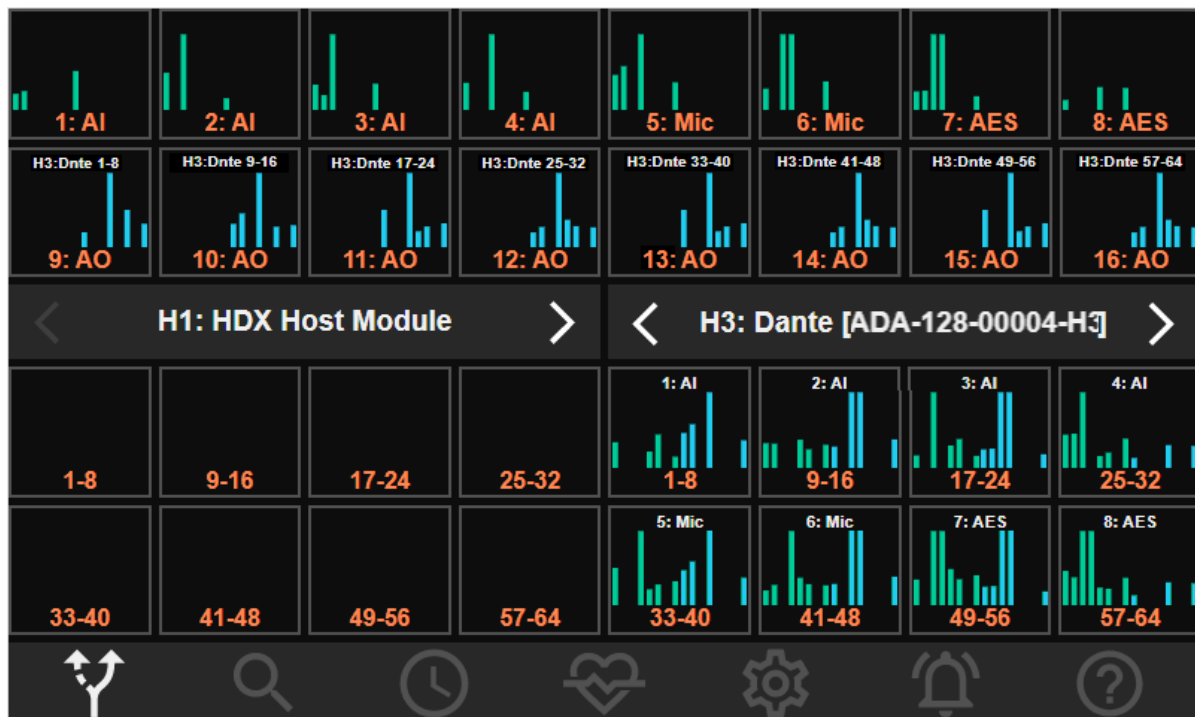 1: AI 2: AI 3: AI 4: AI 5: Mic 6: Mic 7: AES 8: AES
H3:Dnte 1-8 H3:Dnte 9-16 H3:Dnte 17-24 H3:Dnte 25-32 H3:Dnte 33-40 H3:Dnte 41-48 H3:Dnte 49-56 H3:Dnte 57-64
9: AO 10: AO 11: AO 12: AO 13: AO 14: AO 15: AO 16: AO
H1: HDX Host Module H3: Dante [ADA-128-00004-H3]
1: AI 2: AI 3: AI 4: AI
1-8 9-16 17-24 25-32 1-8 9-16 17-24 25-32
5: Mic 6: Mic 7: AES 8: AES
33-40 41-48 49-56 57-64 33-40 41-48 49-56 57-64
?